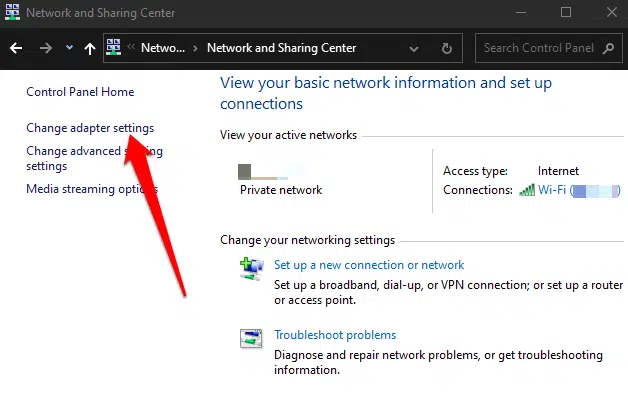 Network and Sharing Center
Netwo... Network and Sharing Center
Search Control Panel
Control Panel Home
Change adapter settings
Change advanced sharing
settings
Media streaming options
View your basic network information and set up
connections
View your active networks
Private network
Access type: Internet
Connections: Wi-Fi ( )
Change your networking settings
Set up a new connection or network
Set up a broadband, dial-up, or VPN connection; or set up a router
or access point.
Troubleshoot problems
Diagnose and repair network problems, or get troubleshooting
information.